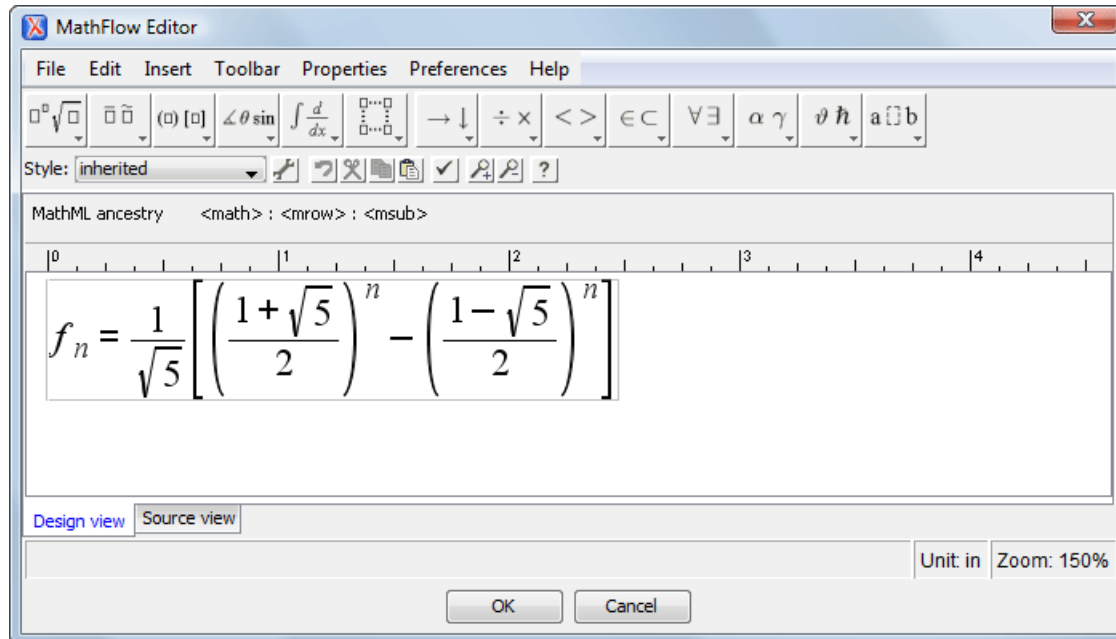 MathFlow Editor
File Edit Insert Toolbar Properties Preferences Help
□°√□ □̄ □̃ (□) [□] ∠θ sin ∫ d/dx □···□ □···□ →↓ ÷× <> ∈⊂ ∀∃ α γ ϑ ℏ a□b
Style: inherited ?
MathML ancestry <math> : <mrow> : <msub>
0 1 2 3 4
f_n = 1/√5 [ ( (1 + √5)/2 )^n − ( (1 − √5)/2 )^n ]
Design view Source view
Unit: in Zoom: 150%
OK Cancel